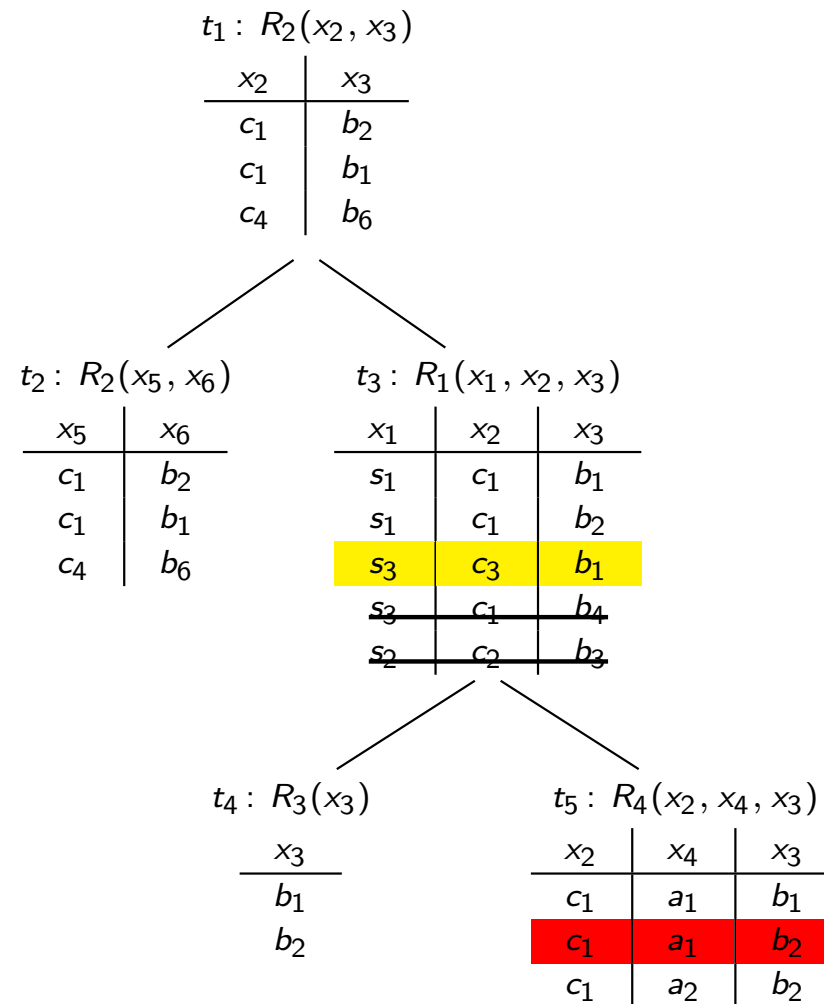 t₁ : R₂(x₂, x₃)
x₂ x₃
c₁ b₂
c₁ b₁
c₄ b₆
t₂ : R₂(x₅, x₆)
x₅ x₆
c₁ b₂
c₁ b₁
c₄ b₆
t₃ : R₁(x₁, x₂, x₃)
x₁ x₂ x₃
s₁ c₁ b₁
s₁ c₁ b₂
s₃ c₃ b₁
s₃ c₁ b₄
s₂ c₂ b₃
t₄ : R₃(x₃)
x₃
b₁
b₂
t₅ : R₄(x₂, x₄, x₃)
x₂ x₄ x₃
c₁ a₁ b₁
c₁ a₁ b₂
c₁ a₂ b₂